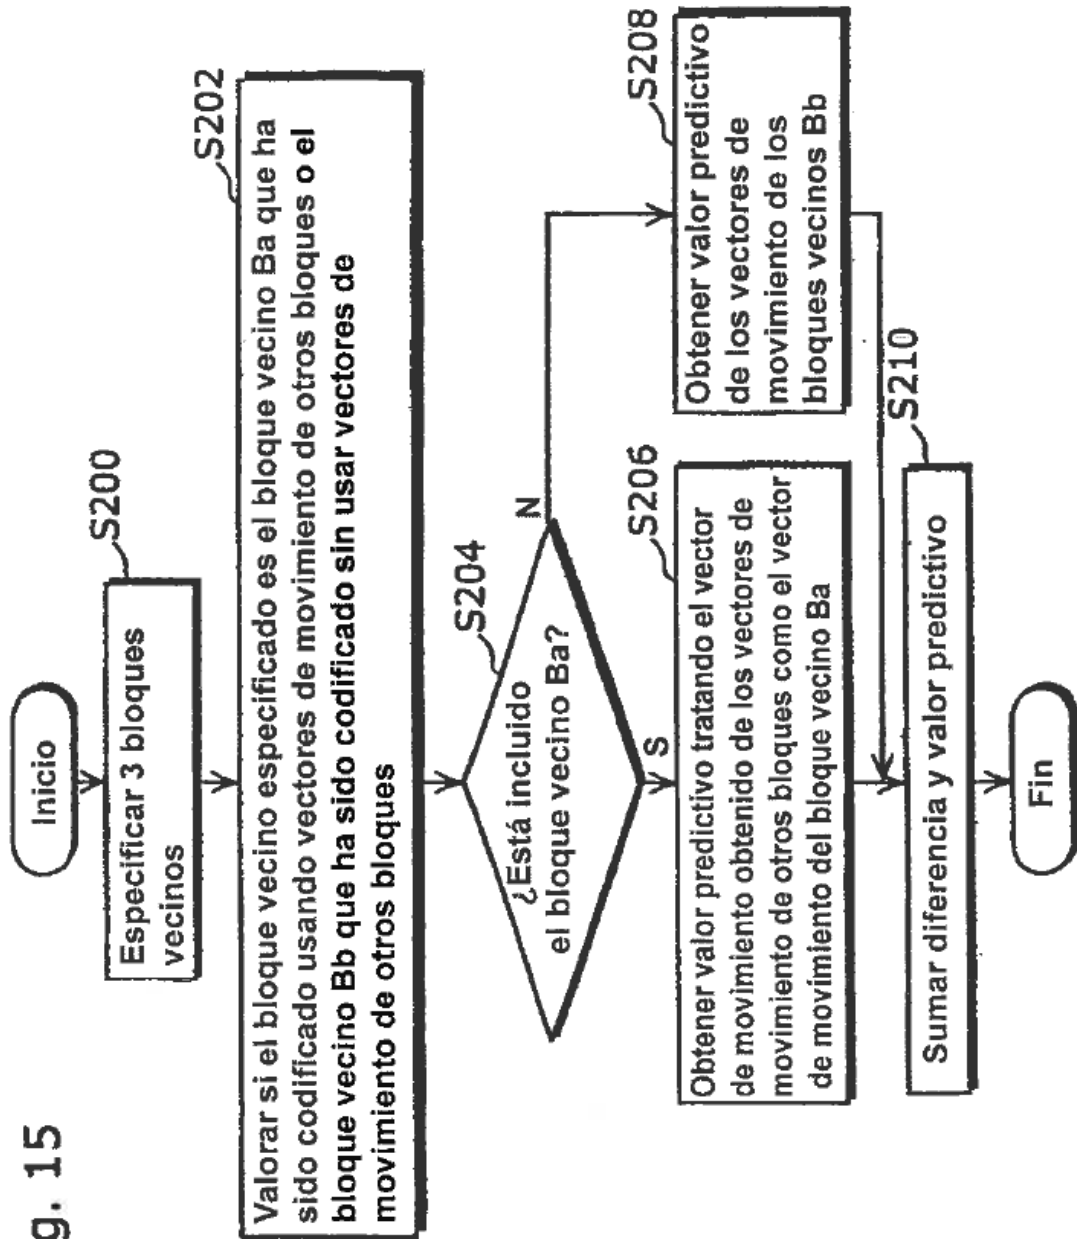 g. 15
Inicio
S200
Especificar 3 bloques
vecinos
S202
Valorar si el bloque vecino especificado es el bloque vecino Ba que ha
sido codificado usando vectores de movimiento de otros bloques o el
bloque vecino Bb que ha sido codificado sin usar vectores de
movimiento de otros bloques
S204
¿Está incluido
el bloque vecino Ba?
N
S
S206
Obtener valor predictivo tratando el vector
de movimiento obtenido de los vectores de
movimiento de otros bloques como el vector
de movimiento del bloque vecino Ba
S208
Obtener valor predictivo
de los vectores de
movimiento de los
bloques vecinos Bb
S210
Sumar diferencia y valor predictivo
Fin